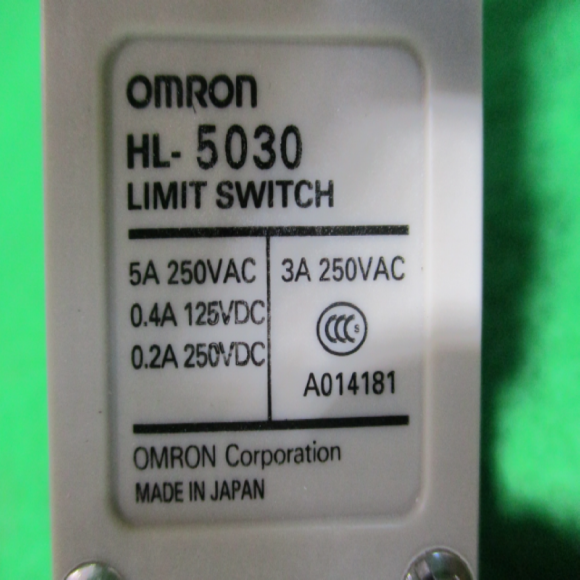 OMRON
HL- 5030
LIMIT SWITCH
5A 250VAC
0.4A 125VDC
0.2A 250VDC
3A 250VAC
CCC S
A014181
OMRON Corporation
MADE IN JAPAN